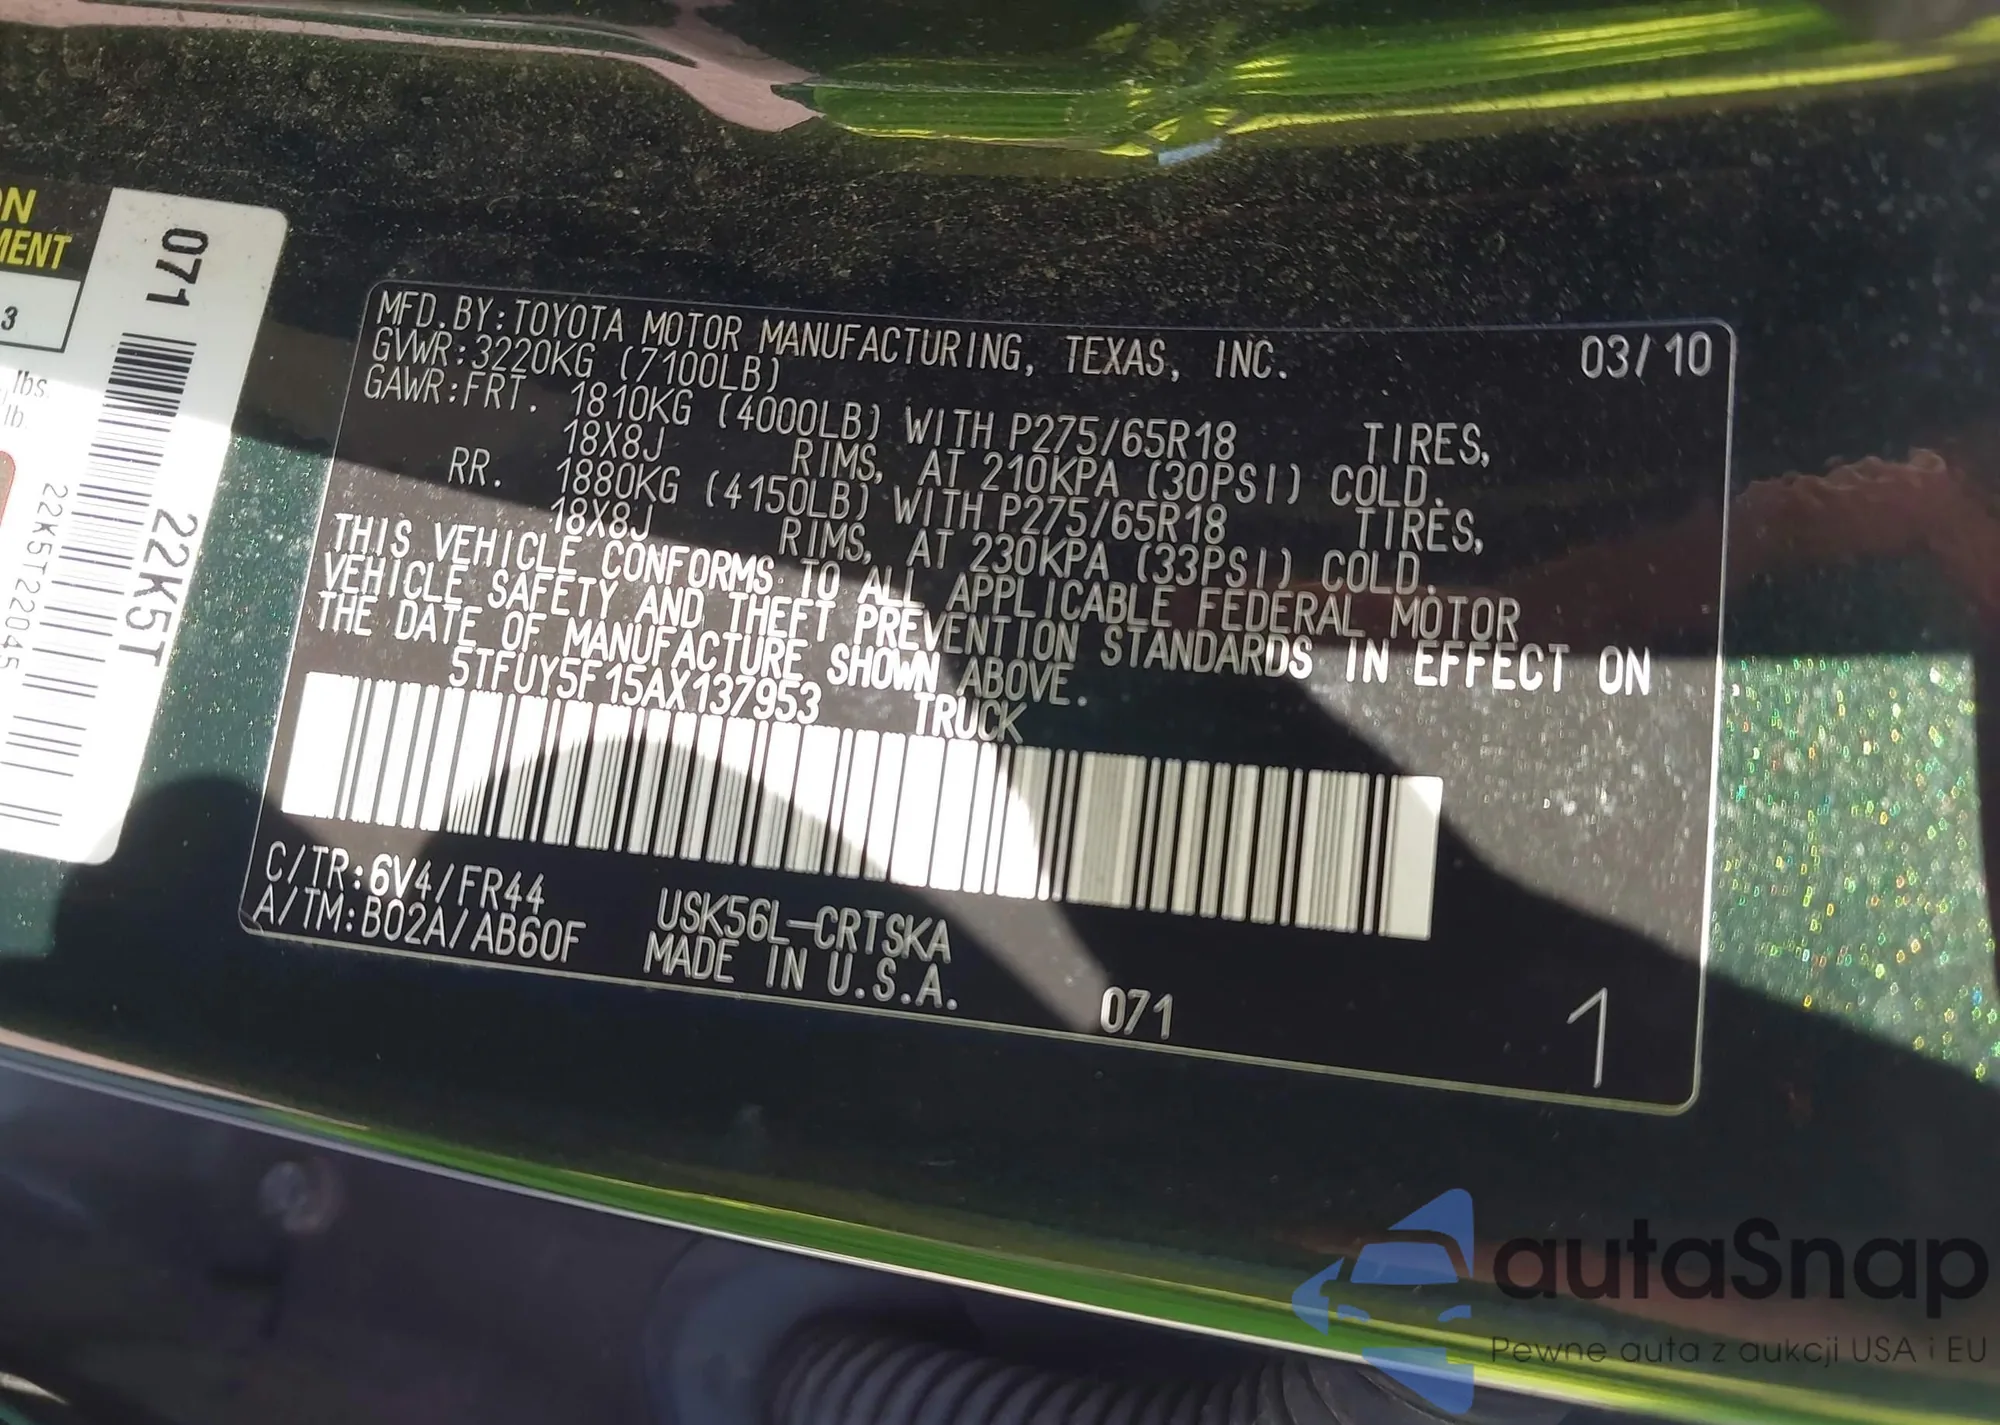 ON
MENT
3
lbs.
lb
071
22K5T
22K5T220445
MFD.BY:TOYOTA MOTOR MANUFACTURING, TEXAS, INC. 03/10
GVWR:3220KG (7100LB)
GAWR:FRT. 1810KG (4000LB) WITH P275/65R18 TIRES,
18X8J RIMS, AT 210KPA (30PSI) COLD.
RR. 1880KG (4150LB) WITH P275/65R18 TIRES,
18X8J RIMS, AT 230KPA (33PSI) COLD.
THIS VEHICLE CONFORMS TO ALL APPLICABLE FEDERAL MOTOR
VEHICLE SAFETY AND THEFT PREVENTION STANDARDS IN EFFECT ON
THE DATE OF MANUFACTURE SHOWN ABOVE.
5TFUY5F15AX137953 TRUCK
C/TR:6V4/FR44
A/TM:B02A/AB60F
USK56L-CRTSKA
MADE IN U.S.A.
071
1
autaSnap
Pewne auta z aukcji USA i EU